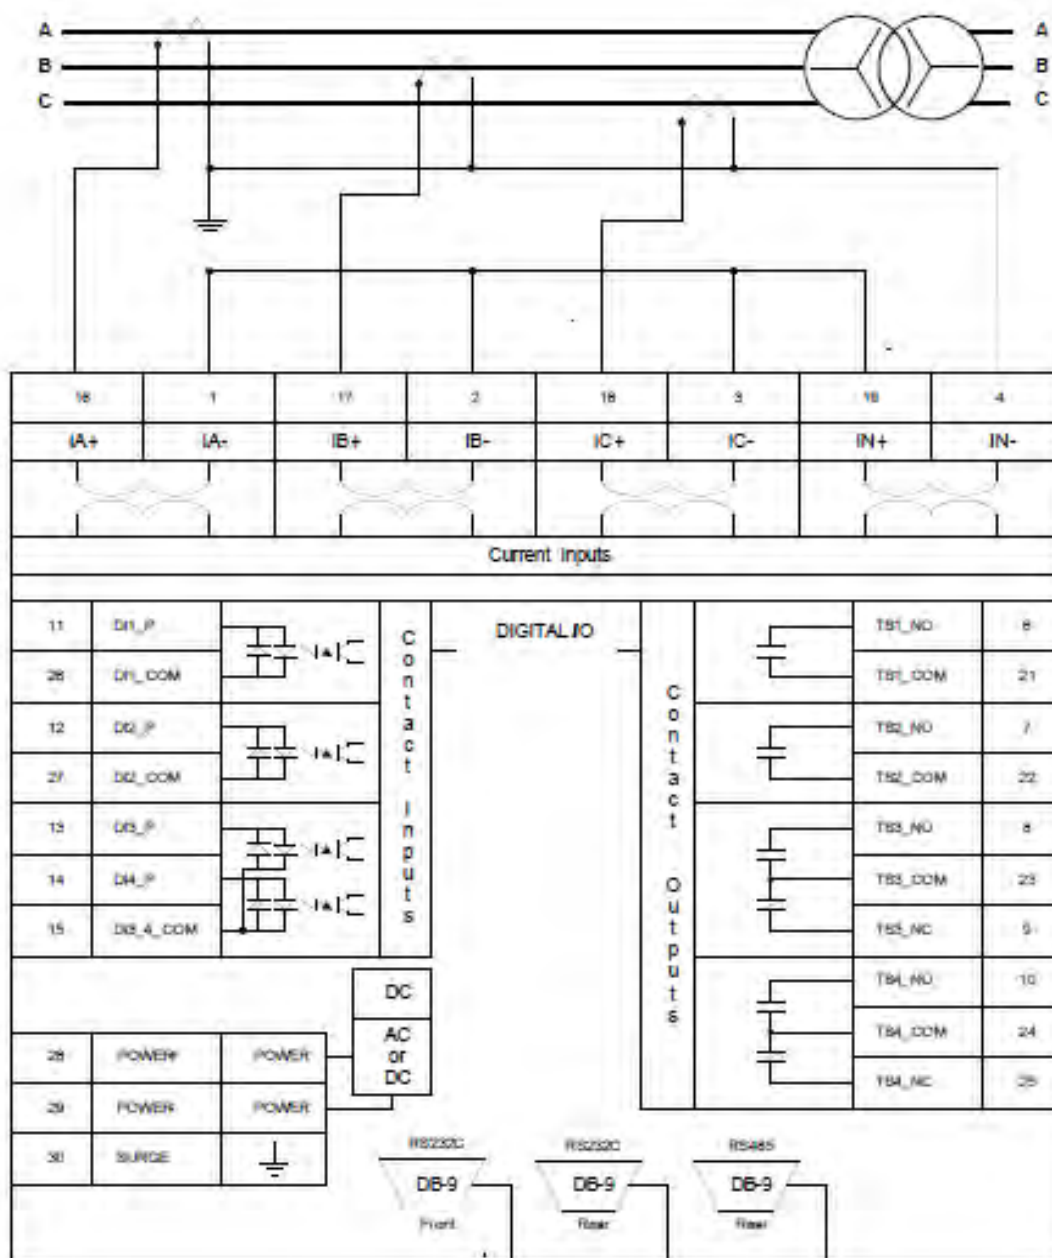 A A
B B
C C
1 17 2 18 3 4
IA+ IA- IB+ IB- IC+ IC- IN+ IN-
Current Inputs
DIGITAL I/O
Contact Inputs
11 DI1_P
26 DI1_COM
12 DI2_P
27 DI2_COM
13 DI3_P
14 DI4_P
15 DI3_4_COM
Contact Outputs
TS1_NO 6
TS1_COM 21
TS2_NO 7
TS2_COM 22
TS3_NO 8
TS3_COM 23
TS3_NC 9
TS4_NO 10
TS4_COM 24
TS4_NC 25
DC
AC
or
DC
28 POWER+ POWER
29 POWER- POWER
30 SURGE
RS232C RS232C RS485
DB-9 DB-9 DB-9
Front Rear Rear